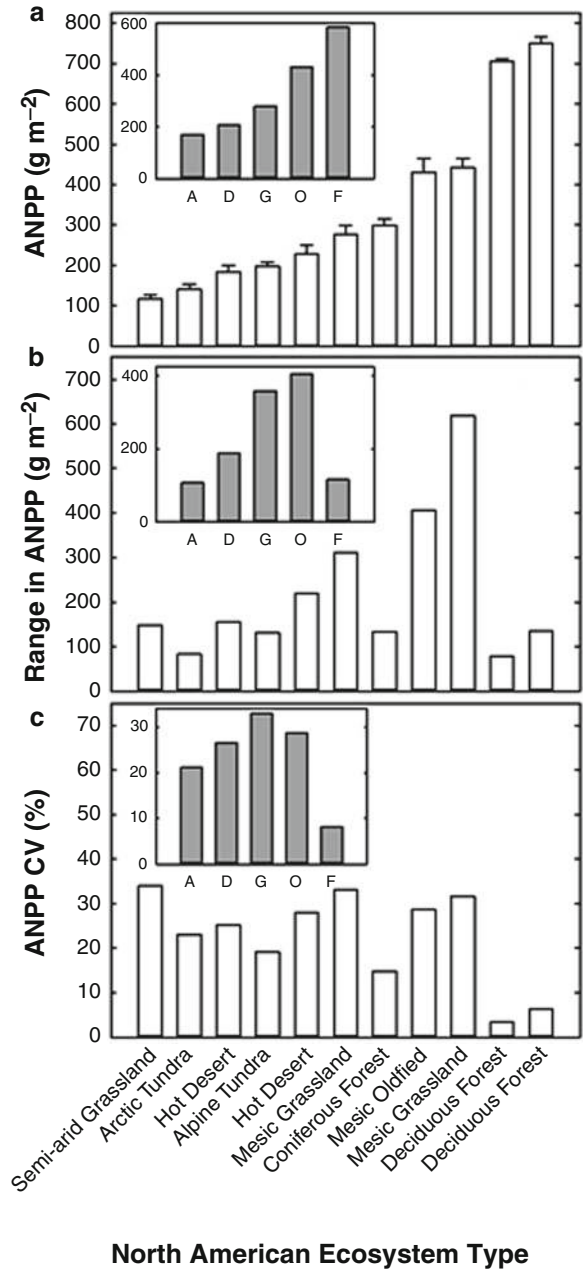 a
ANPP (g m−2)
800
700
600
500
400
300
200
100
0
600
400
200
0
A D G O F
b
Range in ANPP (g m−2)
700
600
500
400
300
200
100
0
400
200
0
A D G O F
c
ANPP CV (%)
70
60
50
40
30
20
10
0
30
20
10
0
A D G O F
Semi-arid Grassland
Arctic Tundra
Hot Desert
Alpine Tundra
Hot Desert
Mesic Grassland
Coniferous Forest
Mesic Oldfied
Mesic Grassland
Deciduous Forest
Deciduous Forest
North American Ecosystem Type